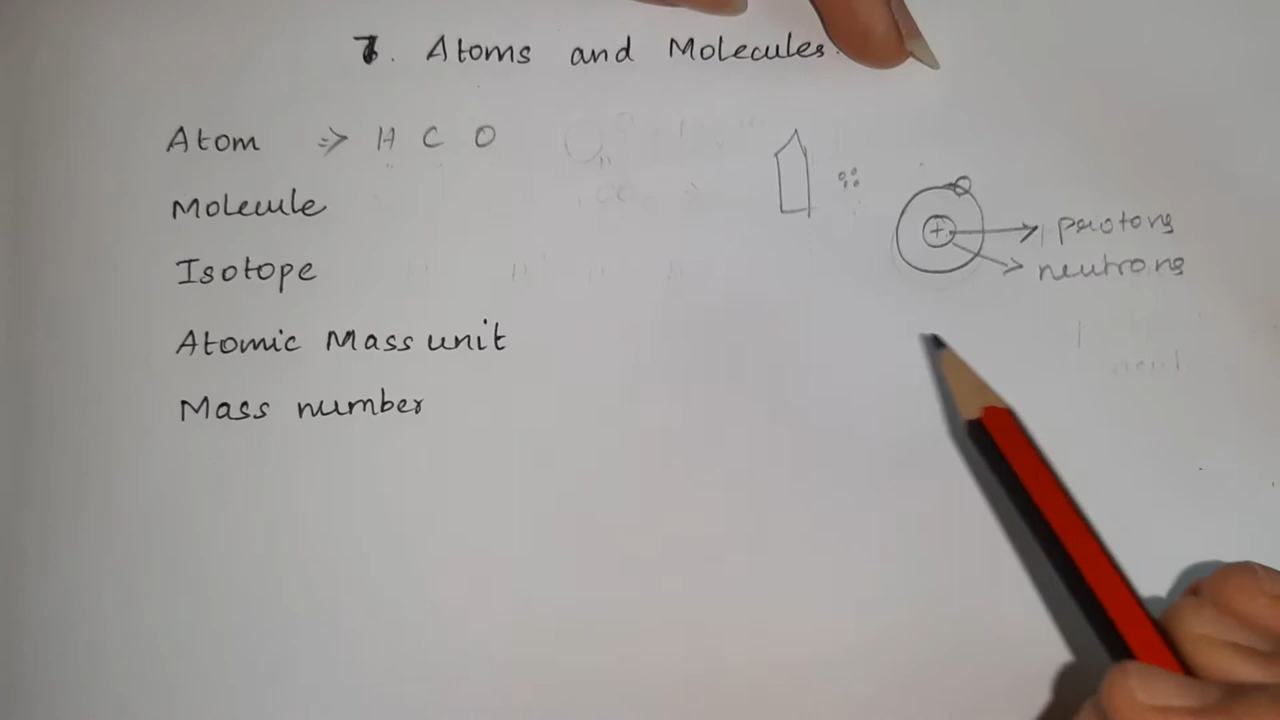 7. Atoms and Molecules.
Atom => H C O
Molecule
Isotope
Atomic Mass unit
Mass number
+
protons
neutrons